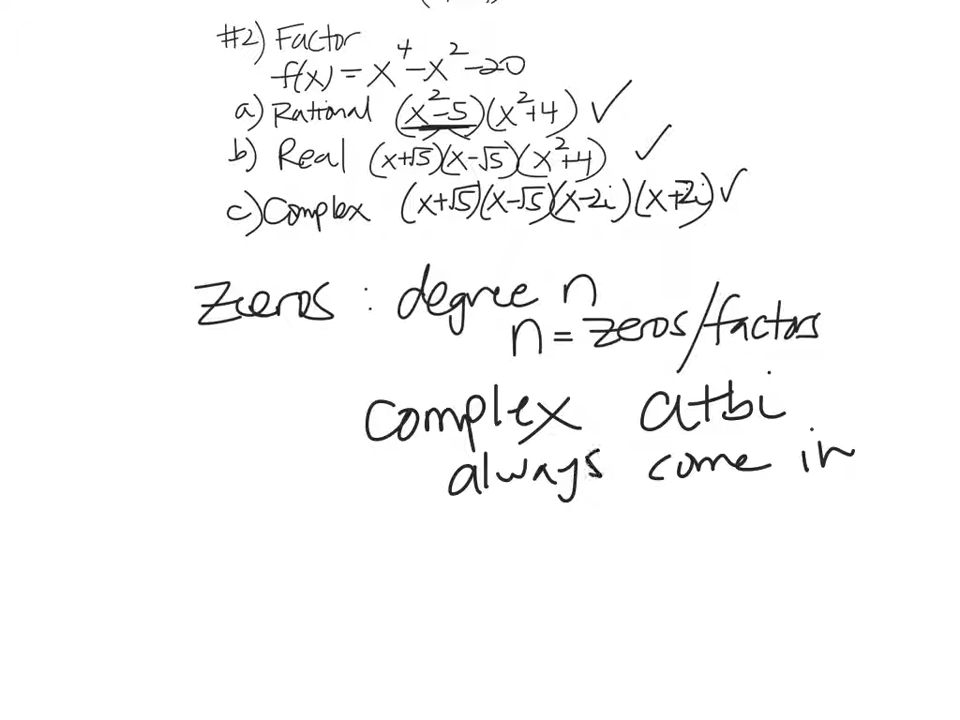 #2) Factor
f(x) = x⁴-x²-20
a) Rational (x²-5)(x²+4) ✓
b) Real (x+√5)(x-√5)(x²+4) ✓
c) Complex (x+√5)(x-√5)(x-2i)(x+2i) ✓
zeros : degree n
n = zeros/factors
complex a+bi
always come in